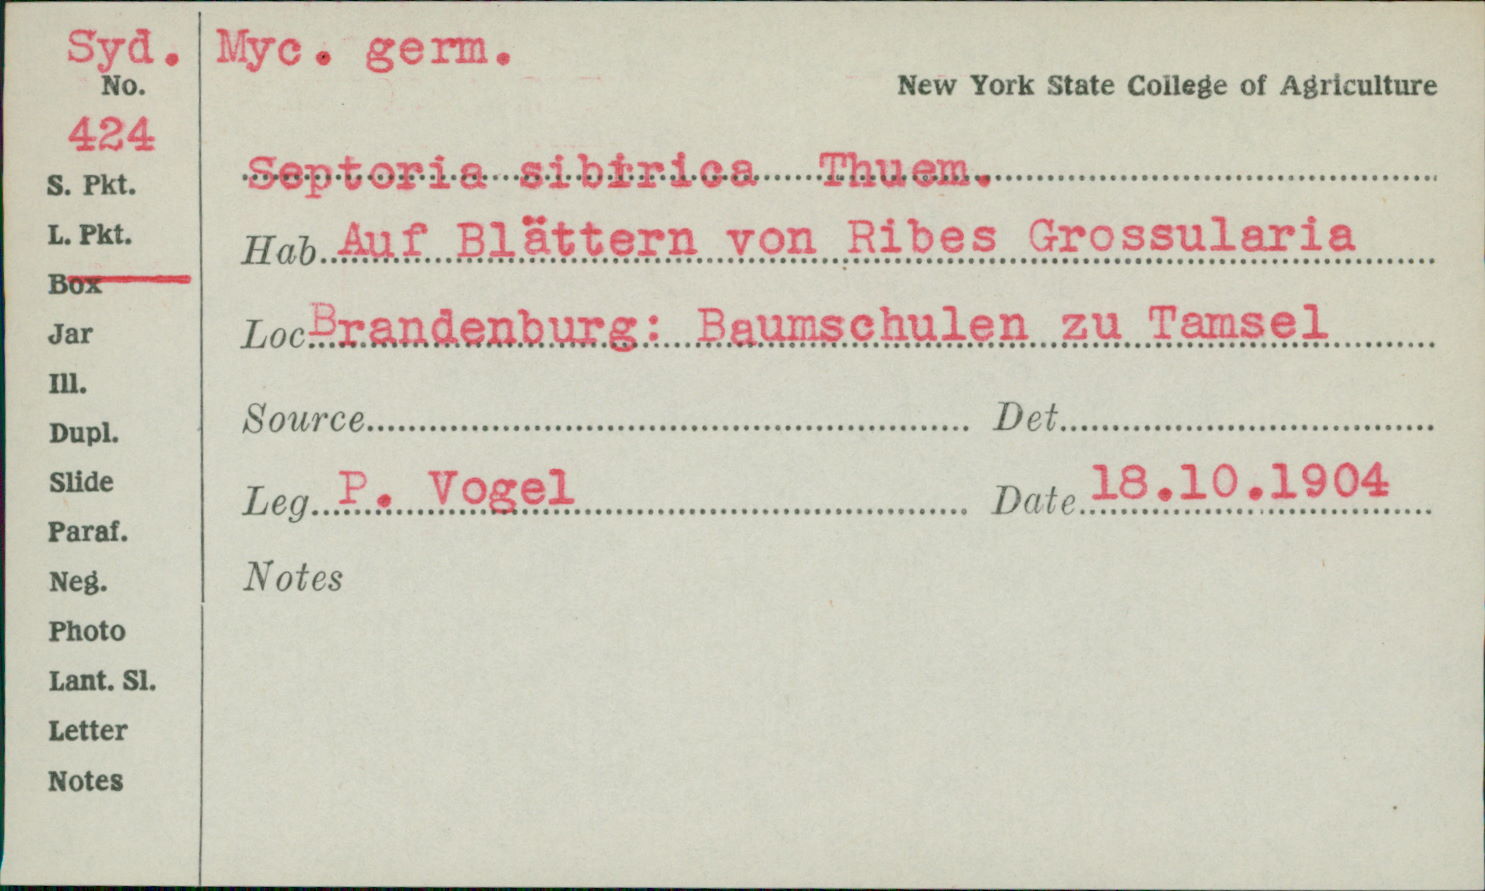 Syd. Myc. germ.
No.
New York State College of Agriculture
424
Septoria sibirica Thuem.
S. Pkt.
L. Pkt.
Hab. Auf Blättern von Ribes Grossularia
Box
Loc. Brandenburg: Baumschulen zu Tamsel
Jar
Ill.
Source Det.
Dupl.
Slide
Leg. P. Vogel Date 18.10.1904
Paraf.
Neg.
Notes
Photo
Lant. Sl.
Letter
Notes